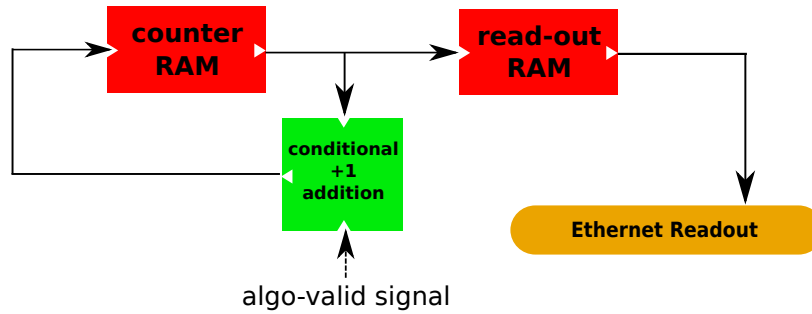 counter
RAM
read-out
RAM
conditional
+1
addition
Ethernet Readout
algo-valid signal